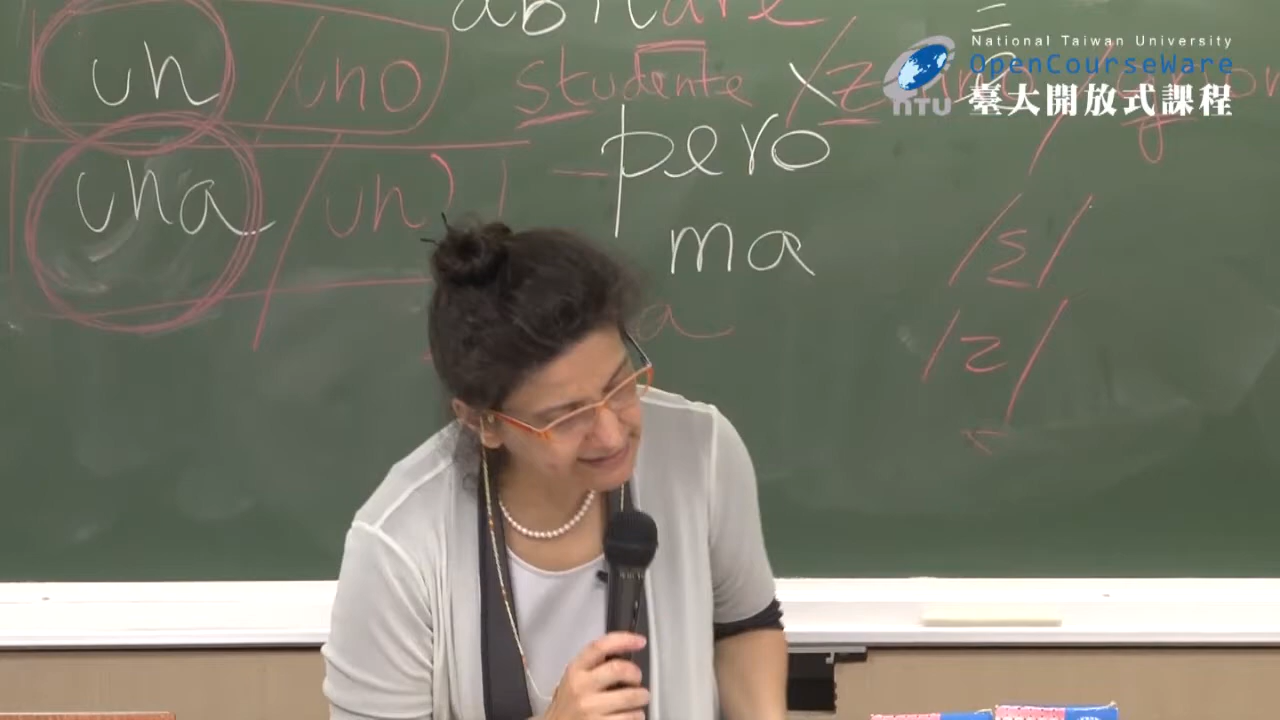 abitare
un /uno
studente
National Taiwan University
OpenCourseWare
NTU 臺大開放式課程
una /un'
pero
ma
a